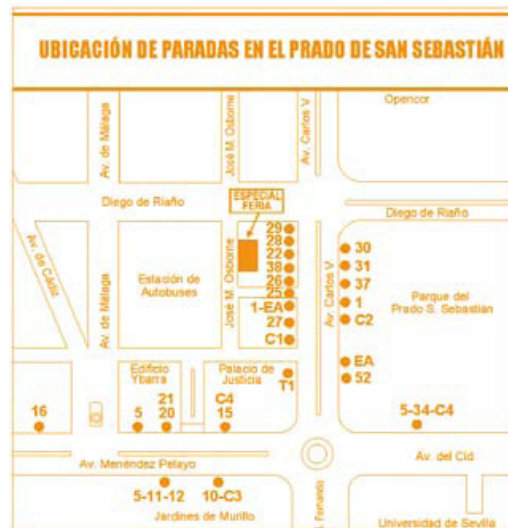 UBICACIÓN DE PARADAS EN EL PRADO DE SAN SEBASTIÁN
Opencor
Av. de Málaga
José M. Osborne
Av. Carlos V
ESPECIAL
FERIA
Diego de Riaño
Diego de Riaño
Av. de Cádiz
Av. de Málaga
Estación de
Autobuses
José M. Osborne
29
28
22
38
26
25
1-EA
27
C1
Av. Carlos V
30
31
37
1
C2
Parque del
Prado S. Sebastián
EA
52
Edificio
Ybarra
Palacio de
Justicia
T1
16
5
21
20
C4
15
5-34-C4
Av. Menéndez Pelayo
Av. del Cid
5-11-12
10-C3
Jardines de Murillo
S. Fernando
Universidad de Sevilla